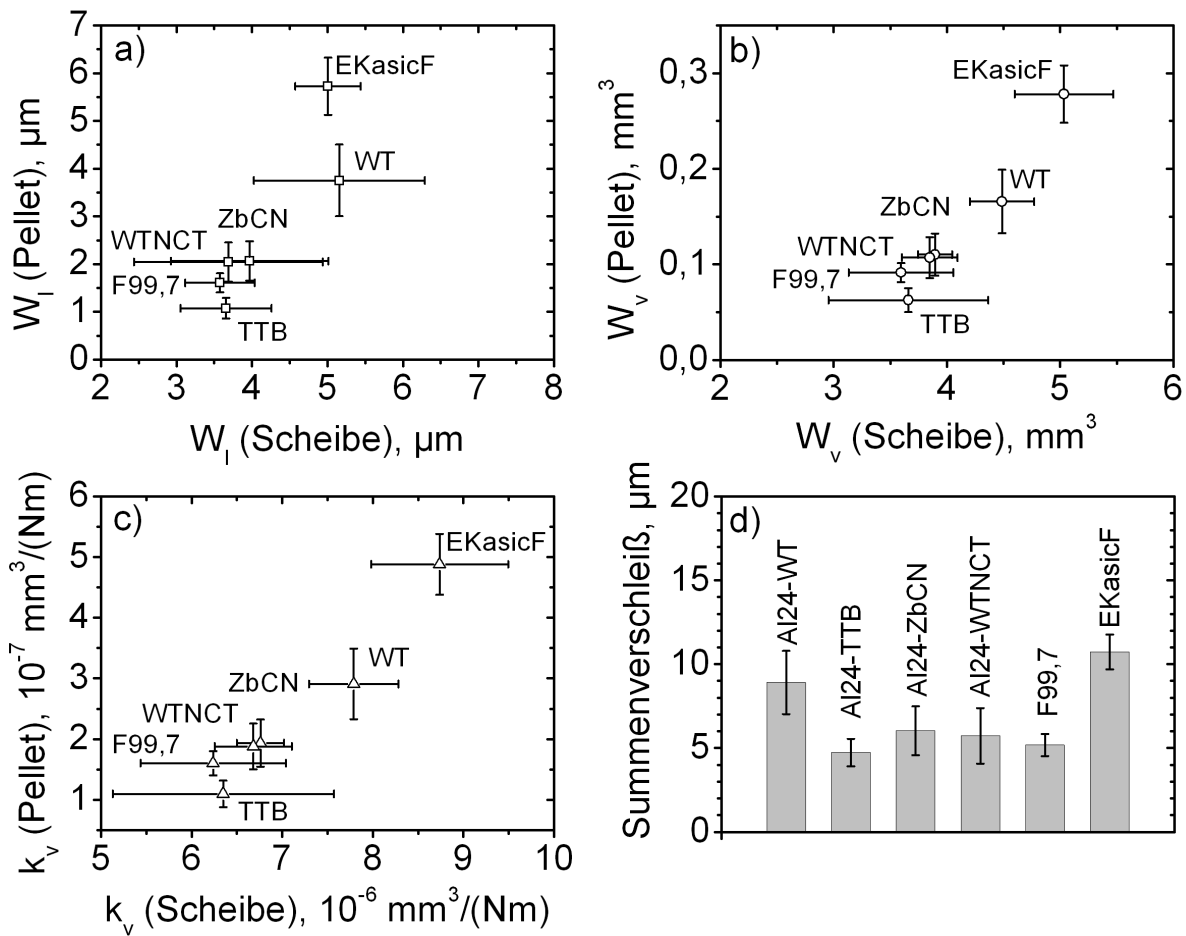 a)
7
6
5
4
3
2
1
0
W_l (Pellet), µm
EKasicF
WT
ZbCN
WTNCT
F99,7
TTB
2 3 4 5 6 7 8
W_l (Scheibe), µm
b)
0,3
0,2
0,1
0,0
W_v (Pellet), mm³
EKasicF
WT
ZbCN
WTNCT
F99,7
TTB
2 3 4 5 6
W_v (Scheibe), mm³
c)
6
5
4
3
2
1
k_v (Pellet), 10⁻⁷ mm³/(Nm)
EKasicF
WT
ZbCN
WTNCT
F99,7
TTB
5 6 7 8 9 10
k_v (Scheibe), 10⁻⁶ mm³/(Nm)
d)
20
15
10
5
0
Summenverschleiß, µm
Al24-WT
Al24-TTB
Al24-ZbCN
Al24-WTNCT
F99,7
EKasicF